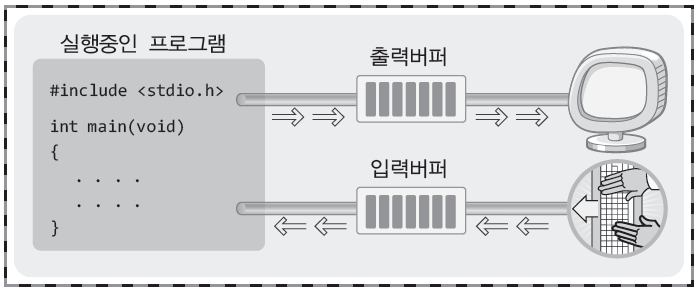 실행중인 프로그램
#include <stdio.h>
int main(void)
{
. . . .
. . . .
}
출력버퍼
입력버퍼